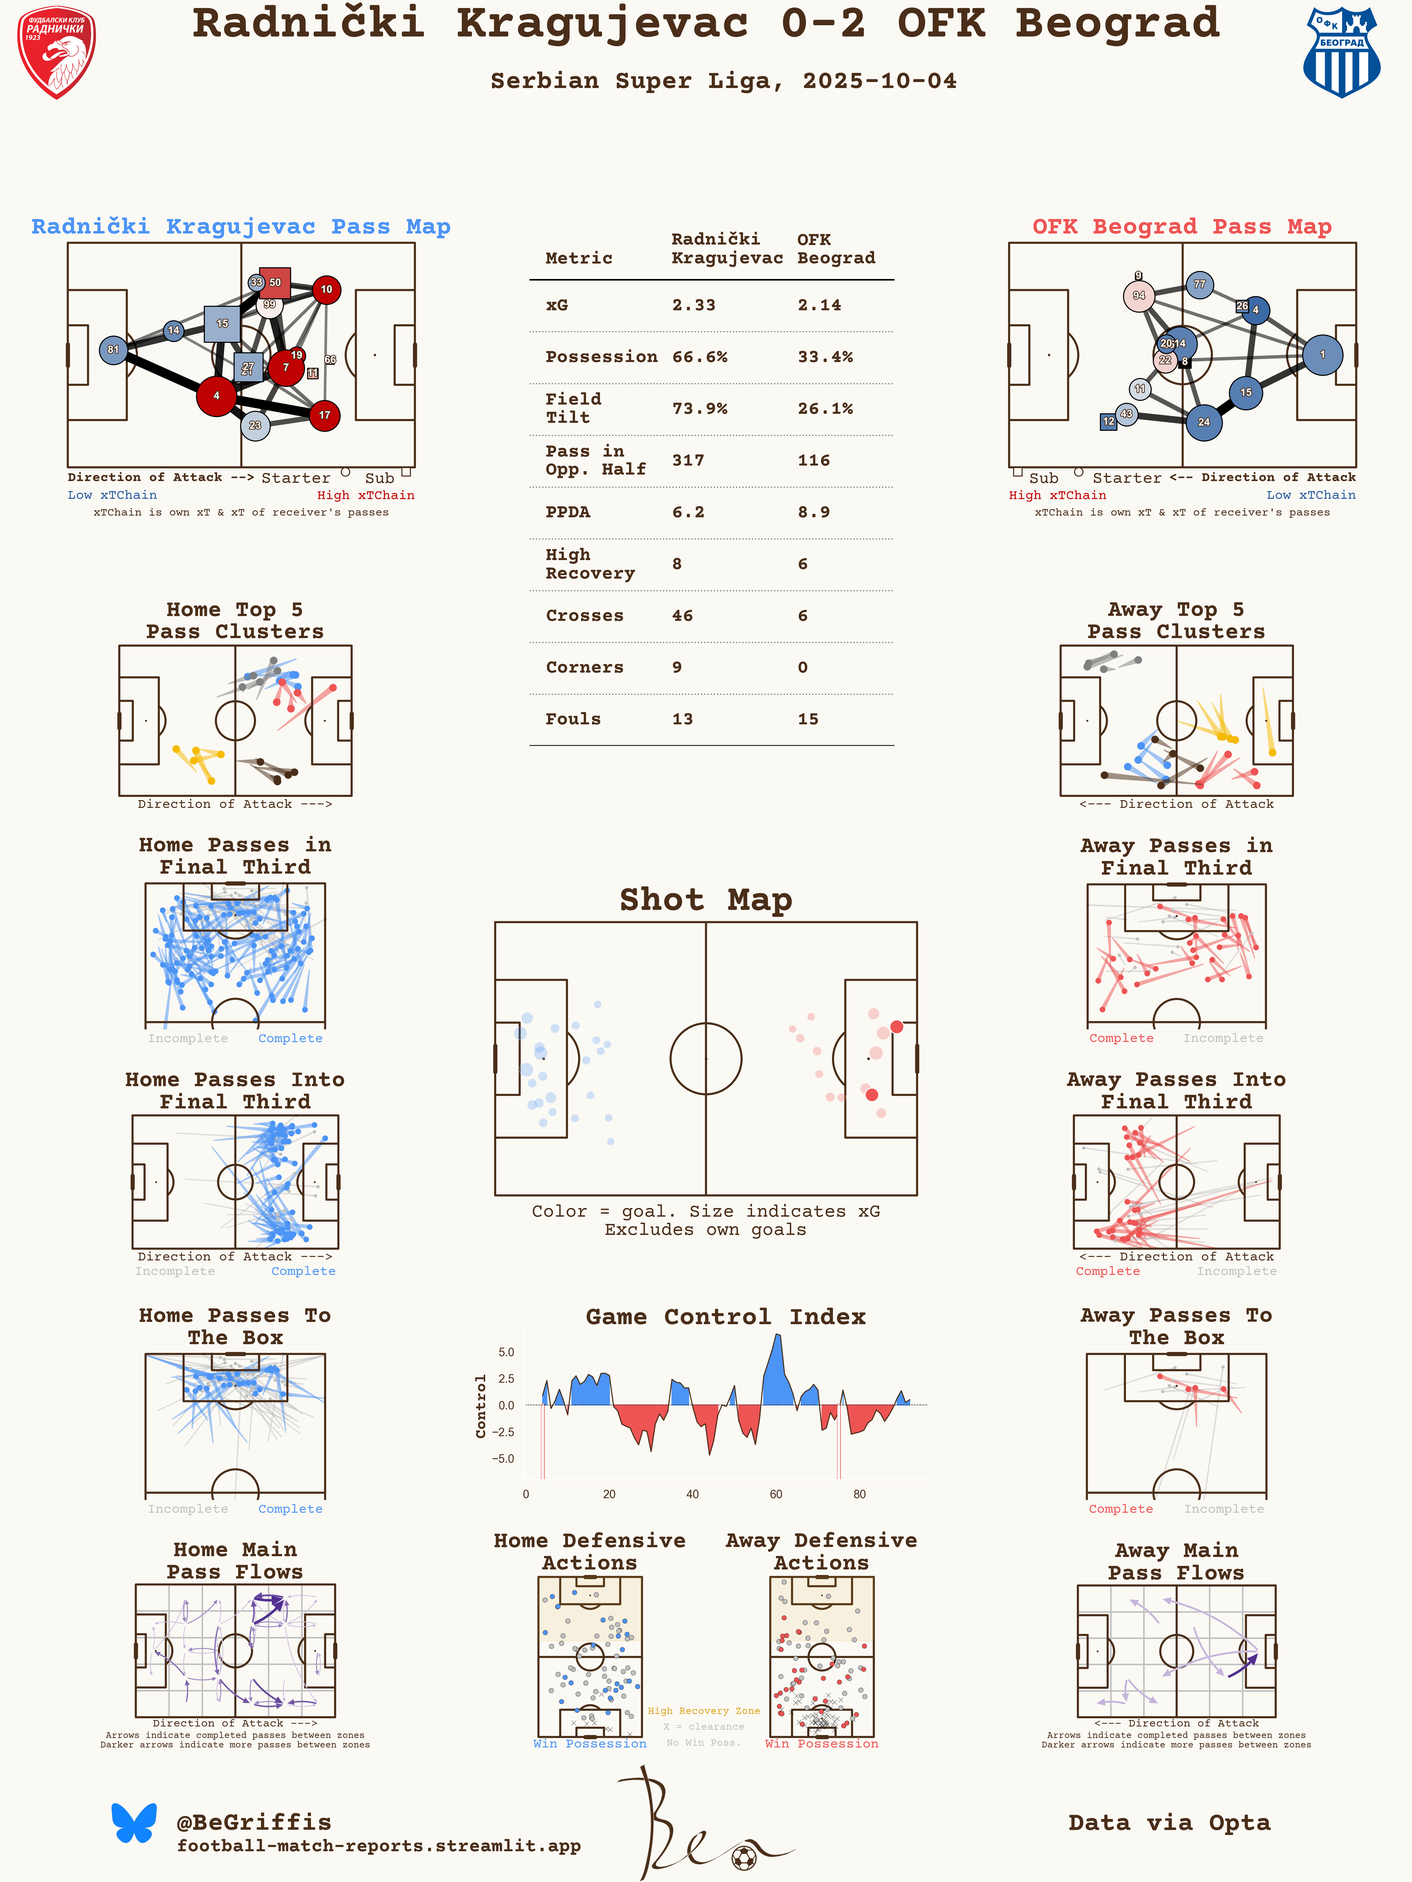 Radnički Kragujevac 0-2 OFK Beograd
Serbian Super Liga, 2025-10-04
ФУДБАЛСКИ КЛУБ
РАДНИЧКИ
1923
ОФК
БЕОГРАД
Radnički Kragujevac Pass Map
81
14
15
33
50
99
10
27
19
7
66
11
4
17
23
Direction of Attack --> Starter Sub
Low xTChain High xTChain
xTChain is own xT & xT of receiver's passes
Metric Radnički Kragujevac OFK Beograd
xG 2.33 2.14
Possession 66.6% 33.4%
Field Tilt 73.9% 26.1%
Pass in Opp. Half 317 116
PPDA 6.2 8.9
High Recovery 8 6
Crosses 46 6
Corners 9 0
Fouls 13 15
OFK Beograd Pass Map
9
94
77
26
4
20
14
22
8
1
11
15
12
43
24
Sub Starter <-- Direction of Attack
High xTChain Low xTChain
xTChain is own xT & xT of receiver's passes
Home Top 5
Pass Clusters
Direction of Attack --->
Away Top 5
Pass Clusters
<--- Direction of Attack
Home Passes in
Final Third
Incomplete Complete
Away Passes in
Final Third
Complete Incomplete
Shot Map
Color = goal. Size indicates xG
Excludes own goals
Home Passes Into
Final Third
Direction of Attack --->
Incomplete Complete
Away Passes Into
Final Third
<--- Direction of Attack
Complete Incomplete
Home Passes To
The Box
Incomplete Complete
Game Control Index
Control
5.0
2.5
0.0
−2.5
−5.0
0 20 40 60 80
Away Passes To
The Box
Complete Incomplete
Home Main
Pass Flows
Direction of Attack --->
Arrows indicate completed passes between zones
Darker arrows indicate more passes between zones
Home Defensive
Actions
Win Possession
High Recovery Zone
X = clearance
No Win Poss.
Away Defensive
Actions
Win Possession
Away Main
Pass Flows
<--- Direction of Attack
Arrows indicate completed passes between zones
Darker arrows indicate more passes between zones
@BeGriffis
football-match-reports.streamlit.app
Ben
Data via Opta